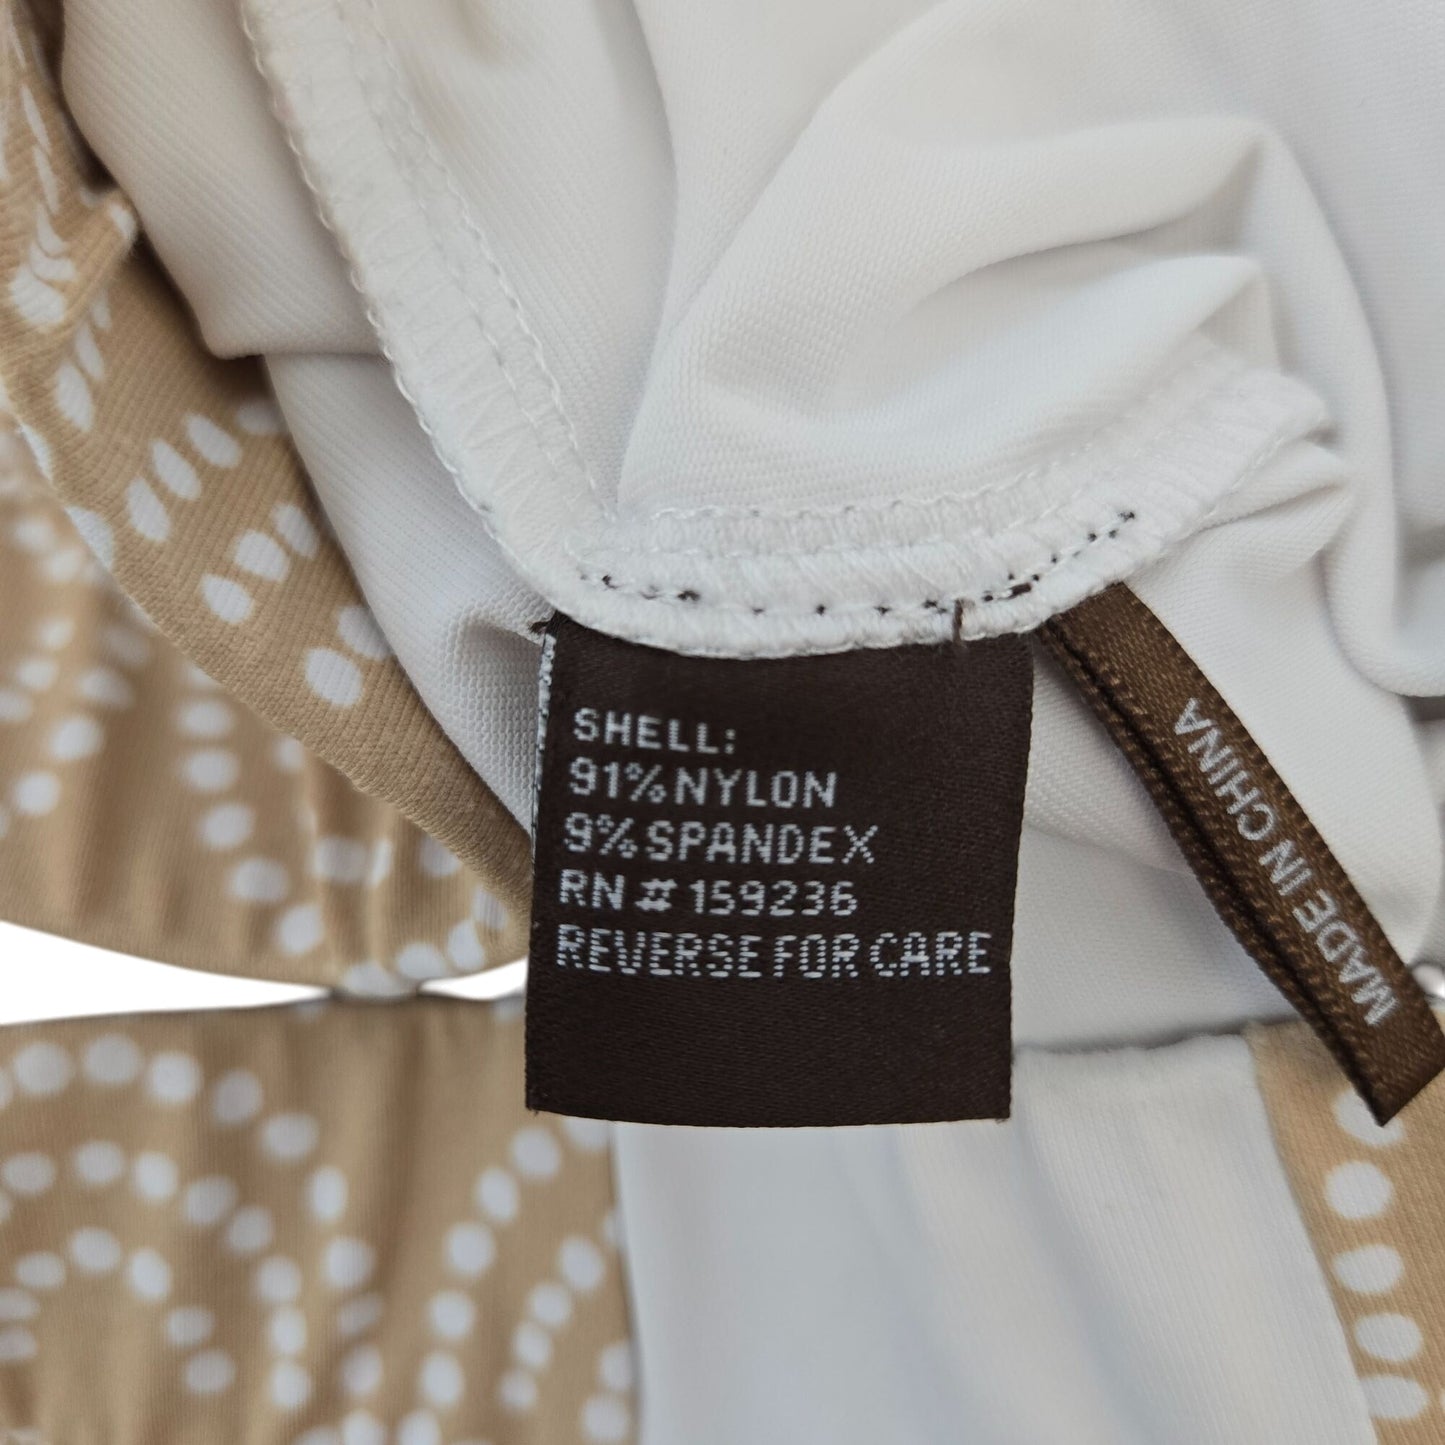 SHELL:
91% NYLON
9% SPANDEX
RN # 159236
REVERSE FOR CARE
MADE IN CHINA